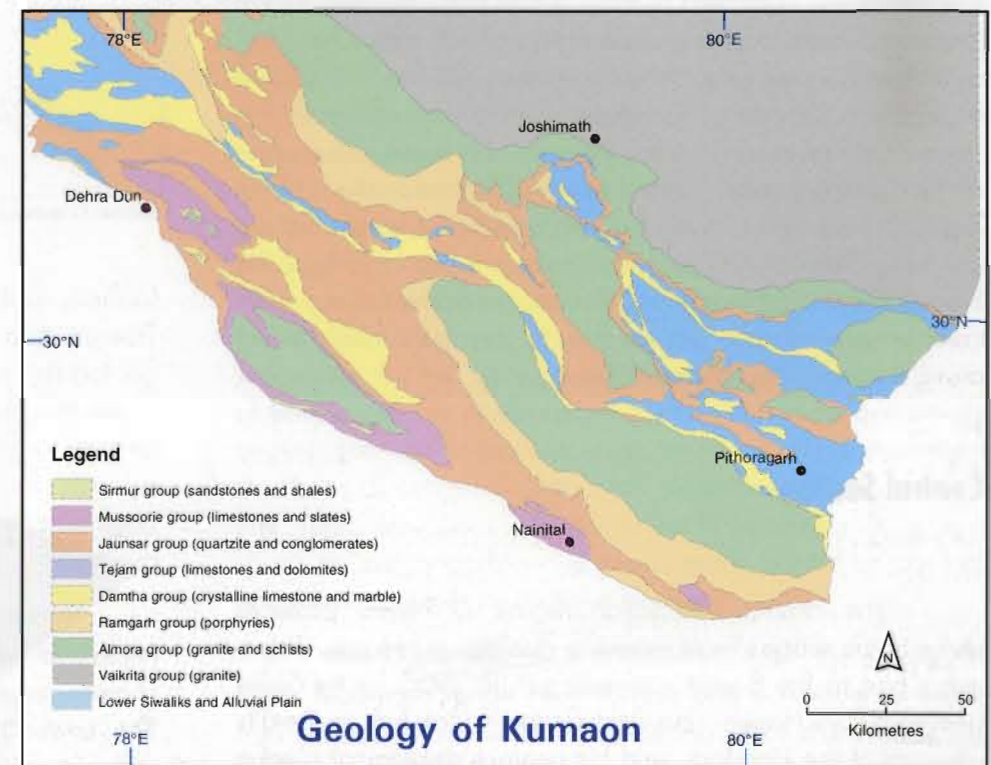 78°E
80°E
Joshimath
Dehra Dun
30°N
30°N
Legend
Pithoragarh
Sirmur group (sandstones and shales)
Mussoorie group (limestones and slates)
Nainital
Jaunsar group (quartzite and conglomerates)
Tejam group (limestones and dolomites)
Damtha group (crystalline limestone and marble)
Ramgarh group (porphyries)
Almora group (granite and schists)
Vaikrita group (granite)
Lower Siwaliks and Alluvial Plain
N
0 25 50
Kilometres
Geology of Kumaon
78°E
80°E